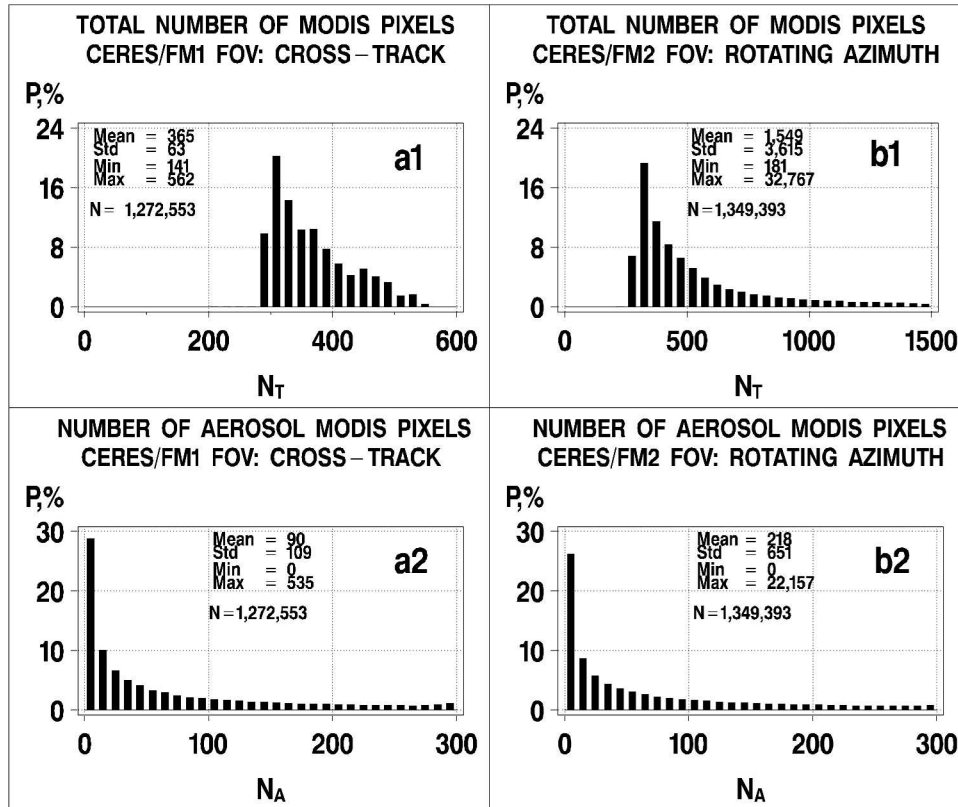 TOTAL NUMBER OF MODIS PIXELS
CERES/FM1 FOV: CROSS−TRACK
P,%
24
16
8
0
Mean = 365
Std = 63
Min = 141
Max = 562
N = 1,272,553
a1
0 200 400 600
N_T
TOTAL NUMBER OF MODIS PIXELS
CERES/FM2 FOV: ROTATING AZIMUTH
P,%
24
16
8
0
Mean = 1,549
Std = 3,615
Min = 181
Max = 32,767
N=1,349,393
b1
0 500 1000 1500
N_T
NUMBER OF AEROSOL MODIS PIXELS
CERES/FM1 FOV: CROSS−TRACK
P,%
30
20
10
0
Mean = 90
Std = 109
Min = 0
Max = 535
N=1,272,553
a2
0 100 200 300
N_A
NUMBER OF AEROSOL MODIS PIXELS
CERES/FM2 FOV: ROTATING AZIMUTH
P,%
30
20
10
0
Mean = 218
Std = 651
Min = 0
Max = 22,157
N=1,349,393
b2
0 100 200 300
N_A